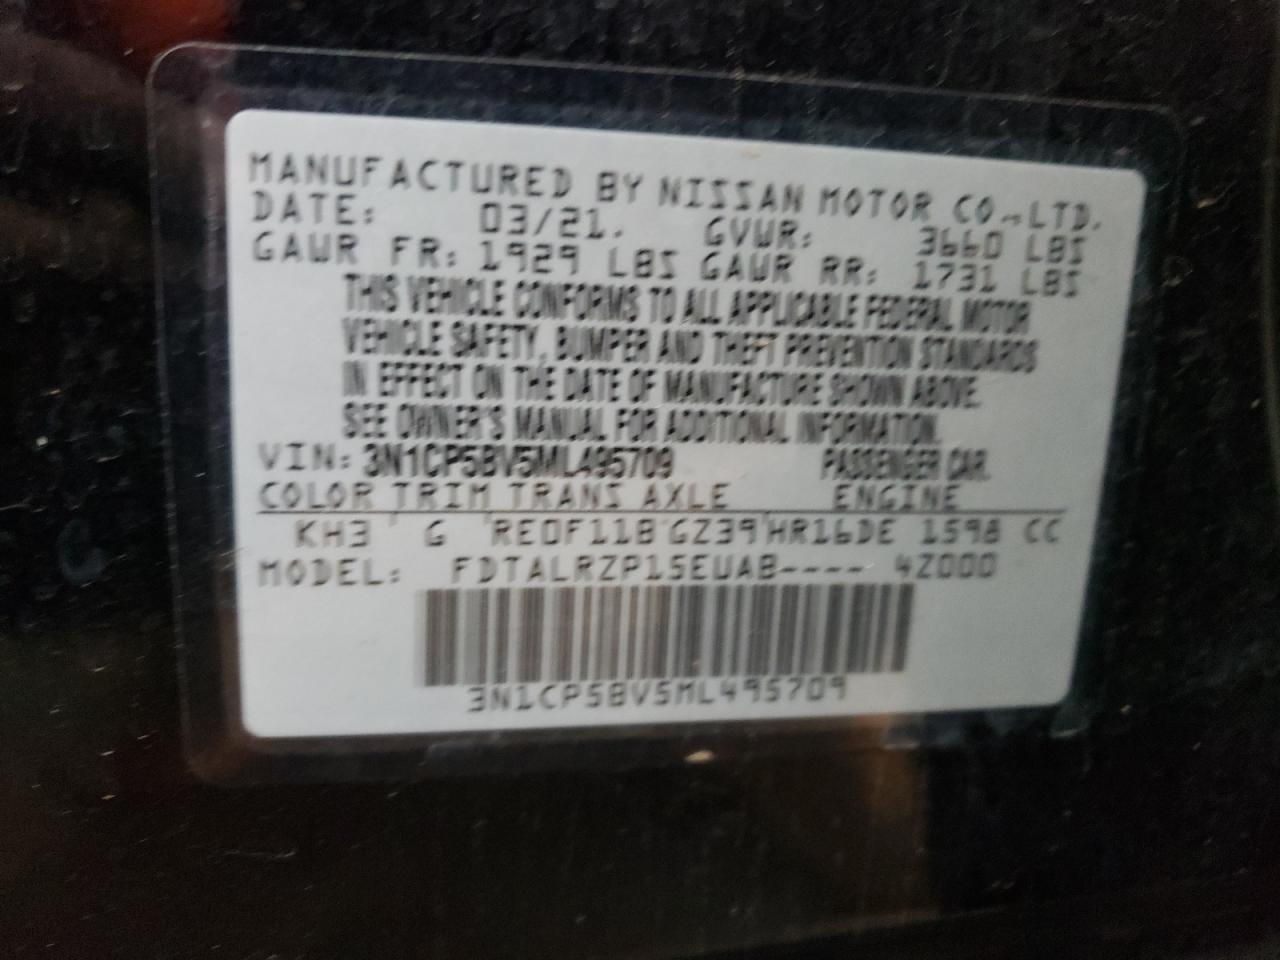 MANUFACTURED BY NISSAN MOTOR CO.,LTD.
DATE: 03/21. GVWR: 3660 LBS
GAWR FR: 1929 LBS GAWR RR: 1731 LBS
THIS VEHICLE CONFORMS TO ALL APPLICABLE FEDERAL MOTOR
VEHICLE SAFETY, BUMPER AND THEFT PREVENTION STANDARDS
IN EFFECT ON THE DATE OF MANUFACTURE SHOWN ABOVE.
SEE OWNER'S MANUAL FOR ADDITIONAL INFORMATION.
VIN: 3N1CP5BV5ML495709 PASSENGER CAR.
COLOR TRIM TRANS AXLE ENGINE
KH3 ' G 'RE0F11B'GZ39'HR16DE 1598 CC
MODEL: FDTALRZP15EUAB---- 4Z000
3N1CP5BV5ML495709